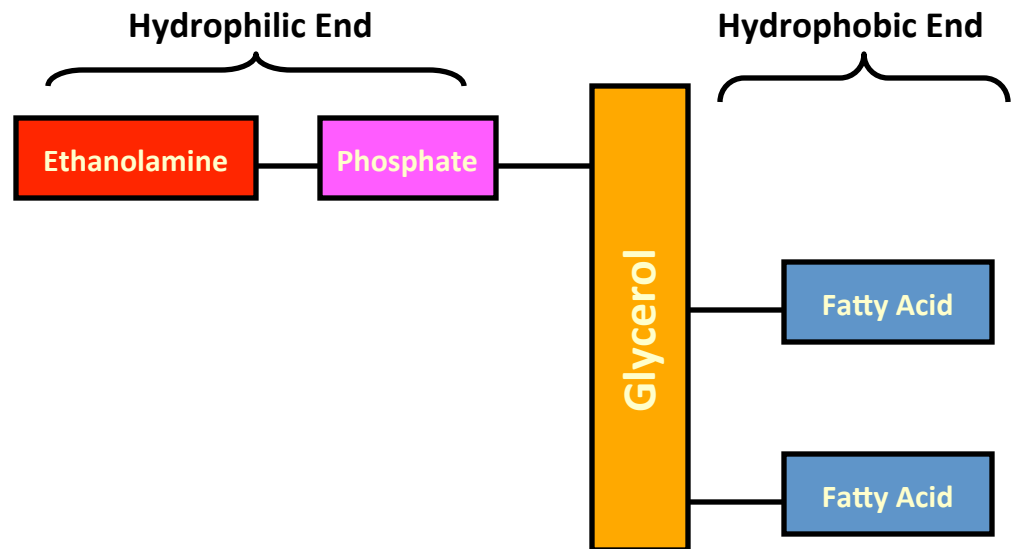 Hydrophilic End
Hydrophobic End
Ethanolamine
Phosphate
Glycerol
Fatty Acid
Fatty Acid